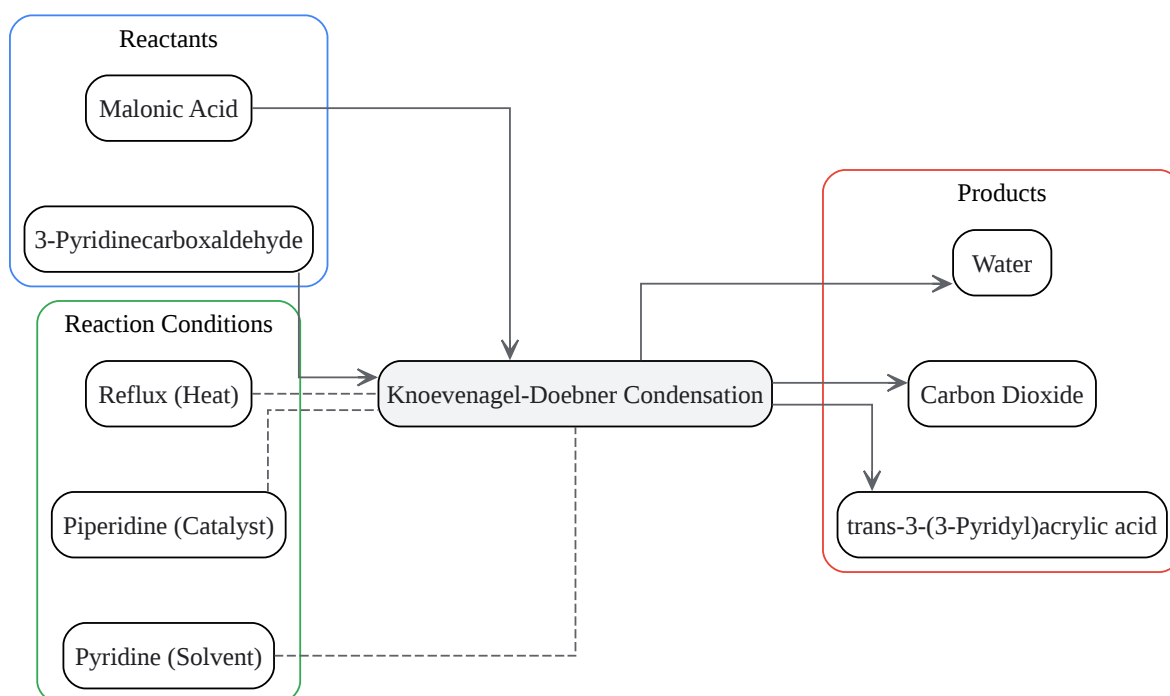 Reactants
Malonic Acid
3-Pyridinecarboxaldehyde
Reaction Conditions
Reflux (Heat)
Piperidine (Catalyst)
Pyridine (Solvent)
Knoevenagel-Doebner Condensation
Products
Water
Carbon Dioxide
trans-3-(3-Pyridyl)acrylic acid